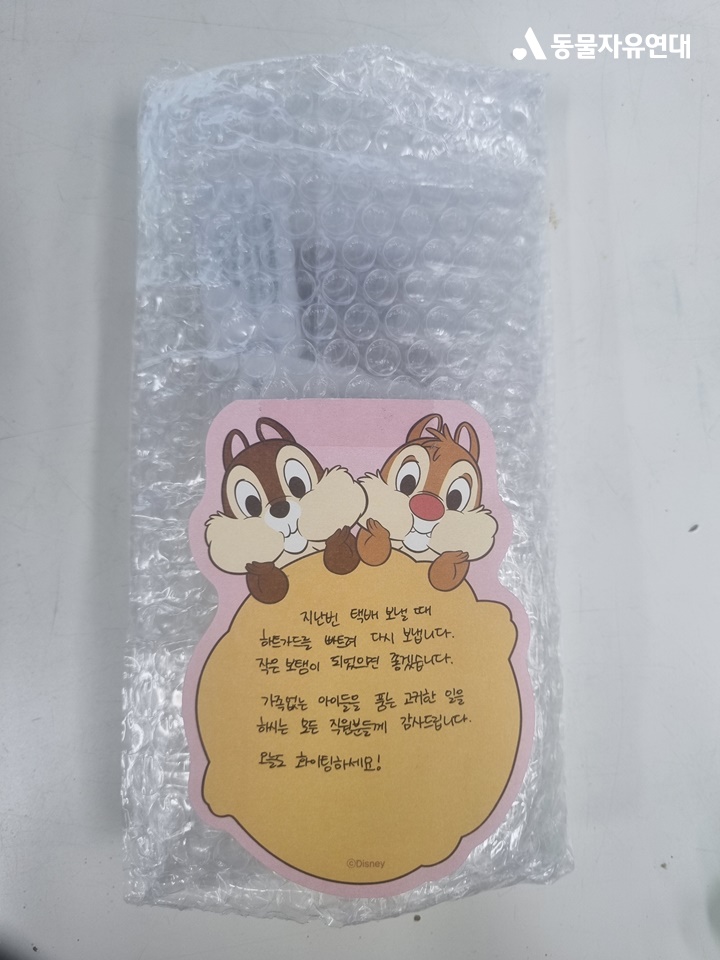 동물자유연대
지난번 택배 보낼 때
하트가드를 빠트려 다시 보냅니다.
작은 보탬이 되었으면 좋겠습니다.
가족없는 아이들을 품는 고귀한 일을
하시는 모든 직원분들께 감사드립니다.
오늘도 화이팅하세요!
©Disney